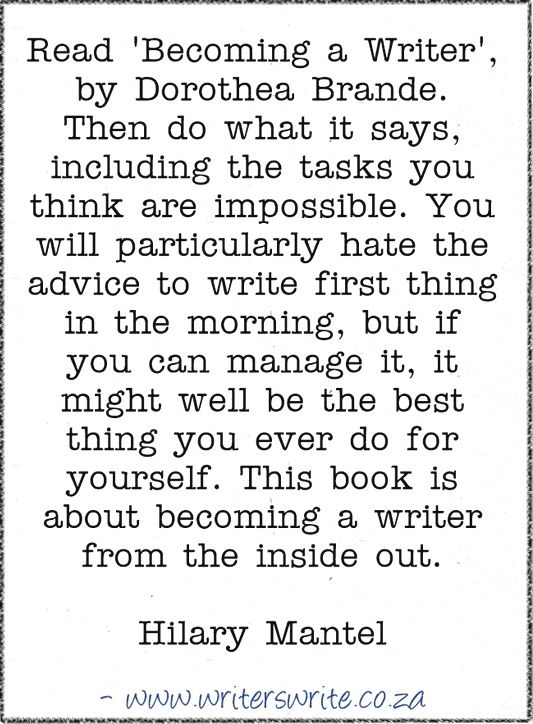 Read 'Becoming a Writer',
by Dorothea Brande.
Then do what it says,
including the tasks you
think are impossible. You
will particularly hate the
advice to write first thing
in the morning, but if
you can manage it, it
might well be the best
thing you ever do for
yourself. This book is
about becoming a writer
from the inside out.
Hilary Mantel
- www.writerswrite.co.za